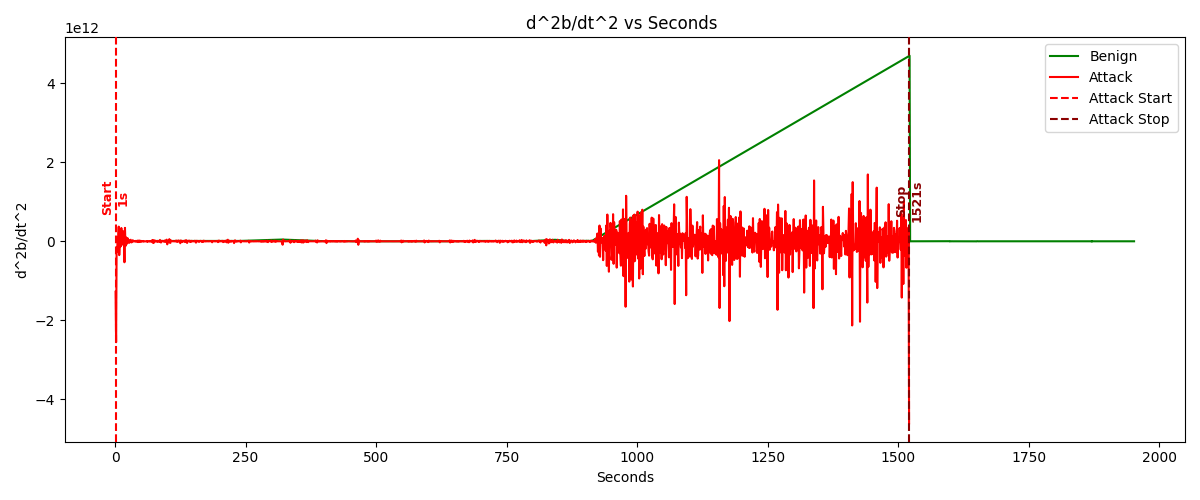 d^2b/dt^2 vs Seconds
1e12
Benign
Attack
Attack Start
Attack Stop
4
2
0
−2
−4
d^2b/dt^2
Start
1s
Stop
1521s
0
250
500
750
1000
1250
1500
1750
2000
Seconds